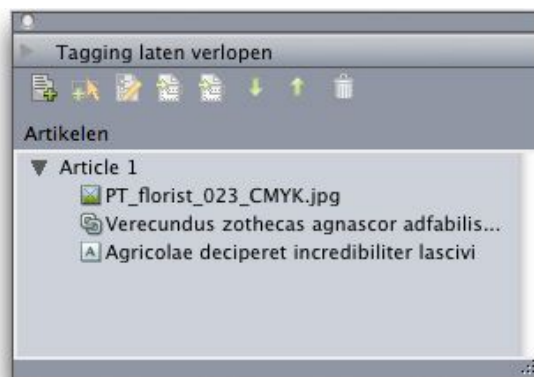 Tagging laten verlopen
Artikelen
Article 1
PT_florist_023_CMYK.jpg
Verecundus zothecas agnascor adfabilis...
A Agricolae deciperet incredibiliter lascivi